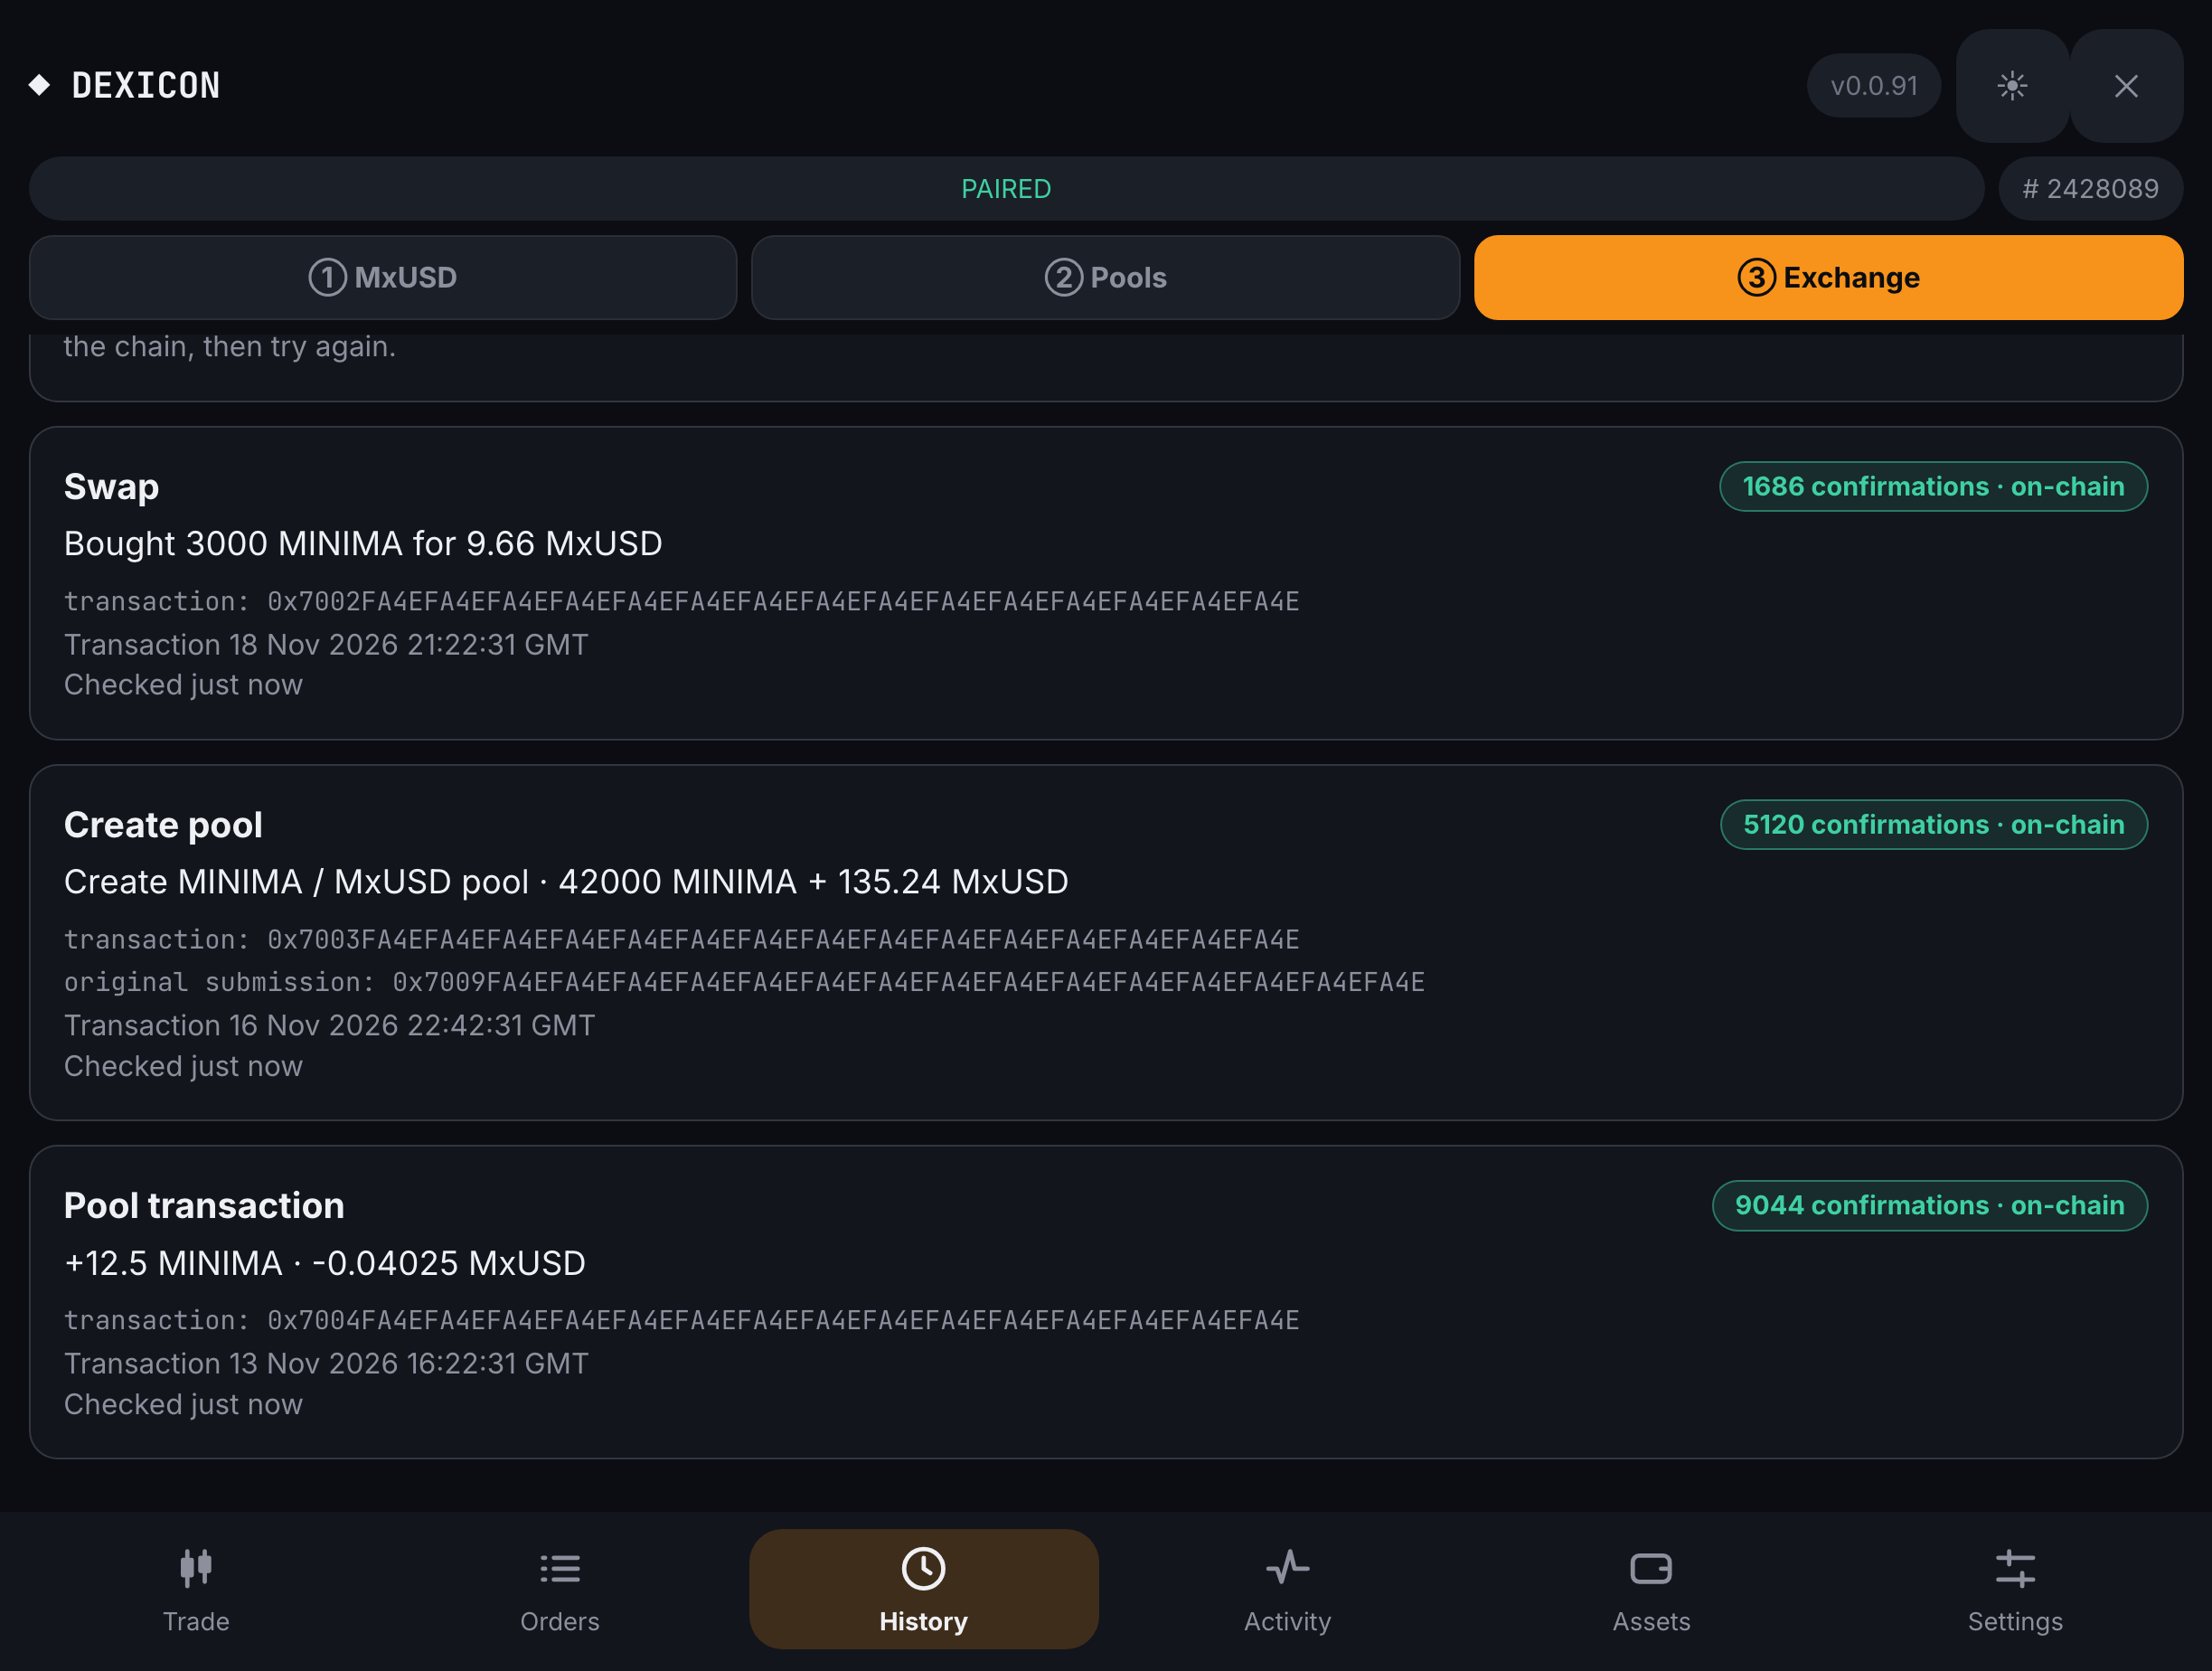 DEXICON
v0.0.91
PAIRED
# 2428089
① MxUSD
② Pools
③ Exchange
the chain, then try again.
Swap
1686 confirmations · on-chain
Bought 3000 MINIMA for 9.66 MxUSD
transaction: 0x7002FA4EFA4EFA4EFA4EFA4EFA4EFA4EFA4EFA4EFA4EFA4EFA4EFA4EFA4EFA4EFA4E
Transaction 18 Nov 2026 21:22:31 GMT
Checked just now
Create pool
5120 confirmations · on-chain
Create MINIMA / MxUSD pool · 42000 MINIMA + 135.24 MxUSD
transaction: 0x7003FA4EFA4EFA4EFA4EFA4EFA4EFA4EFA4EFA4EFA4EFA4EFA4EFA4EFA4EFA4EFA4E
original submission: 0x7009FA4EFA4EFA4EFA4EFA4EFA4EFA4EFA4EFA4EFA4EFA4EFA4EFA4EFA4EFA4EFA4E
Transaction 16 Nov 2026 22:42:31 GMT
Checked just now
Pool transaction
9044 confirmations · on-chain
+12.5 MINIMA · -0.04025 MxUSD
transaction: 0x7004FA4EFA4EFA4EFA4EFA4EFA4EFA4EFA4EFA4EFA4EFA4EFA4EFA4EFA4EFA4EFA4E
Transaction 13 Nov 2026 16:22:31 GMT
Checked just now
Trade
Orders
History
Activity
Assets
Settings